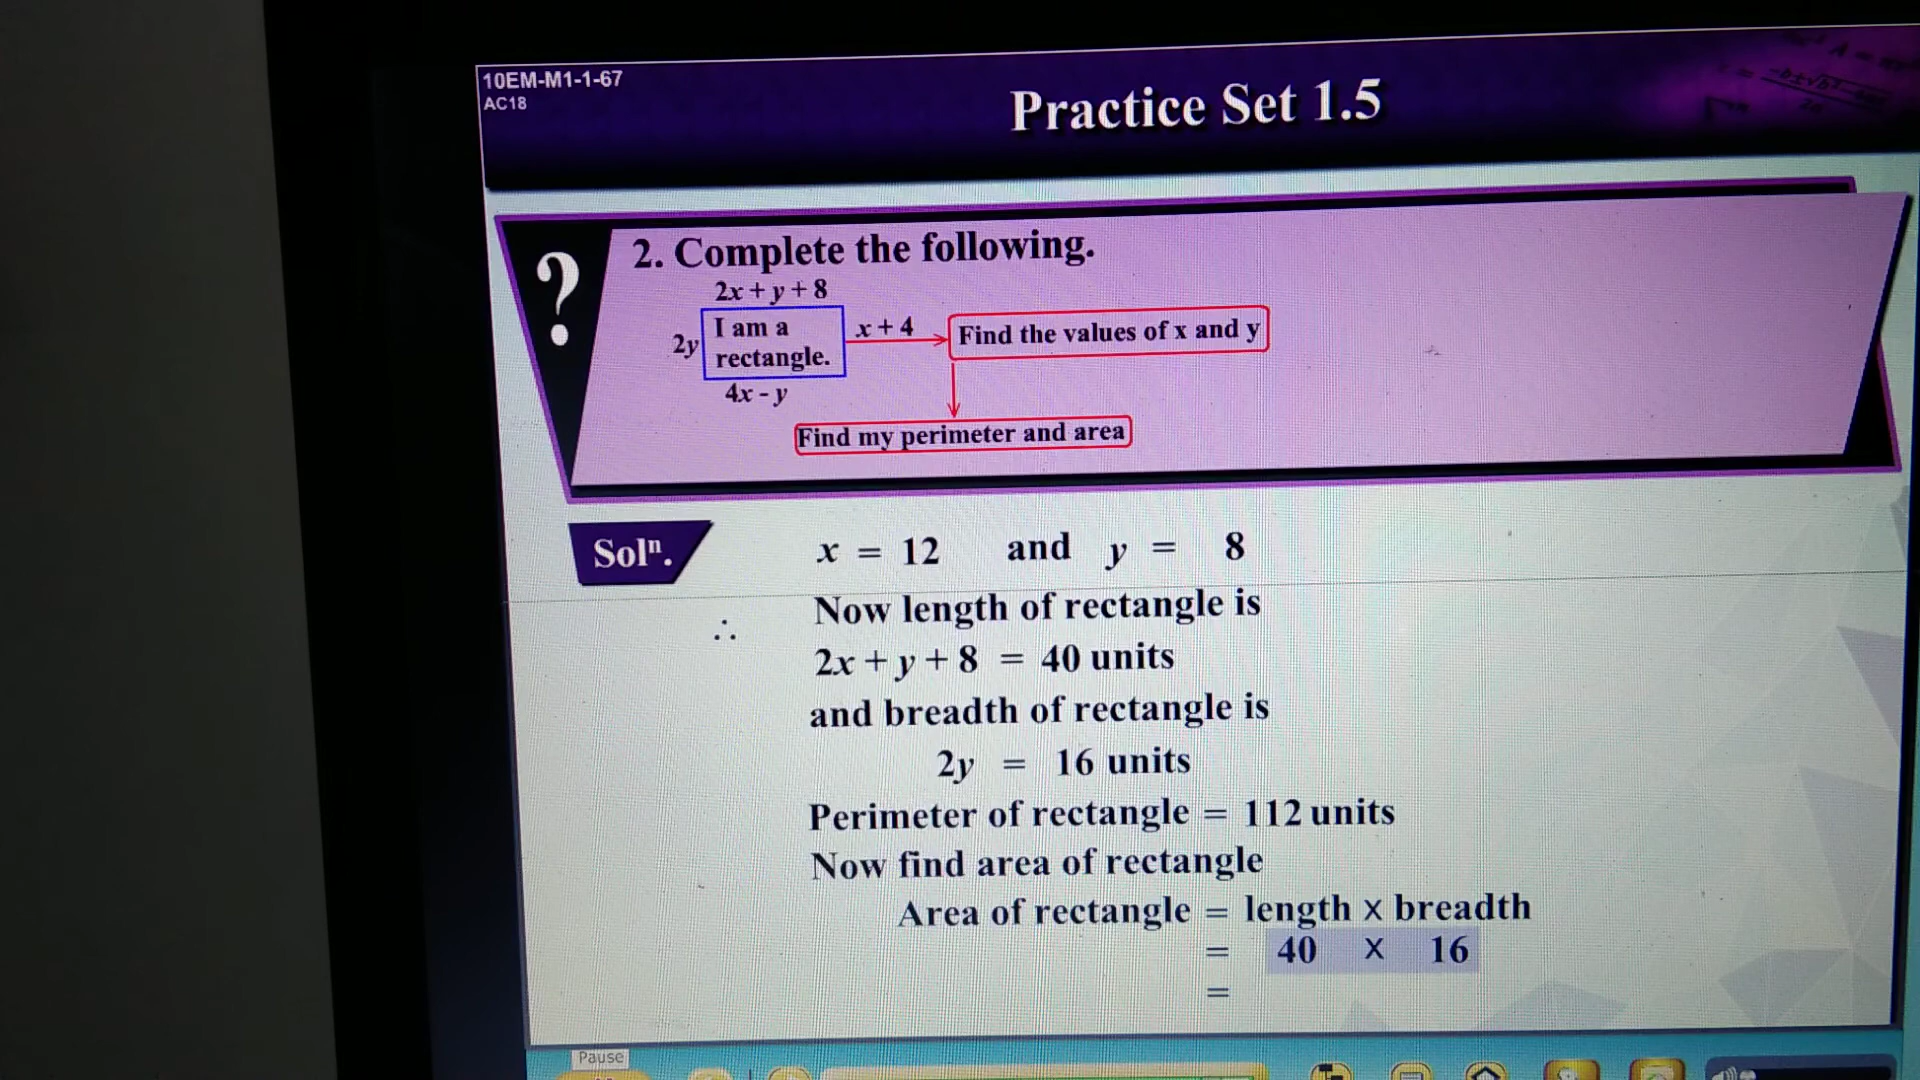 10EM-M1-1-67
AC18
Practice Set 1.5
?
2. Complete the following.
2x + y + 8
2y
I am a
rectangle.
x + 4
Find the values of x and y
4x - y
Find my perimeter and area
Solⁿ.
x = 12 and y = 8
∴ Now length of rectangle is
2x + y + 8 = 40 units
and breadth of rectangle is
2y = 16 units
Perimeter of rectangle = 112 units
Now find area of rectangle
Area of rectangle = length x breadth
= 40 x 16
=
Pause